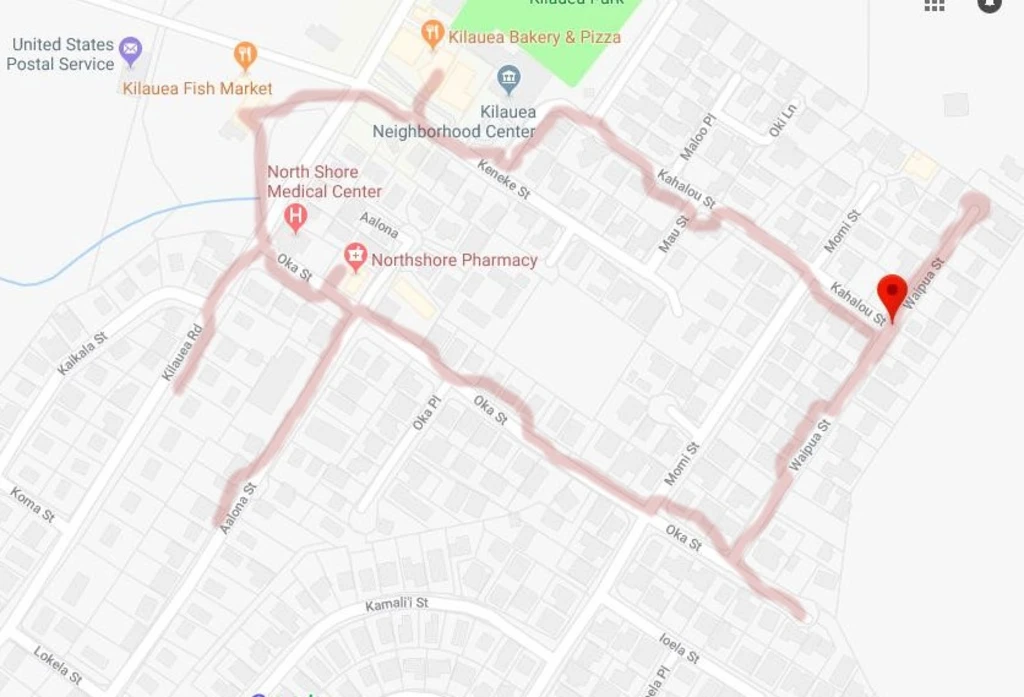 Kilauea Park
United States
Postal Service
Kilauea Bakery & Pizza
Kilauea Fish Market
Kilauea
Neighborhood Center
Maloo Pl
Oki Ln
North Shore
Medical Center
Keneke St
Kahalou St
Aalona
Mau St
Momi St
Oka St
Northshore Pharmacy
Kahalou St
Waipua St
Kaikala St
Kilauea Rd
Oka Pl
Oka St
Momi St
Waipua St
Koma St
Aalona St
Oka St
Kamali'i St
Ioela St
Lokela St
oela Pl